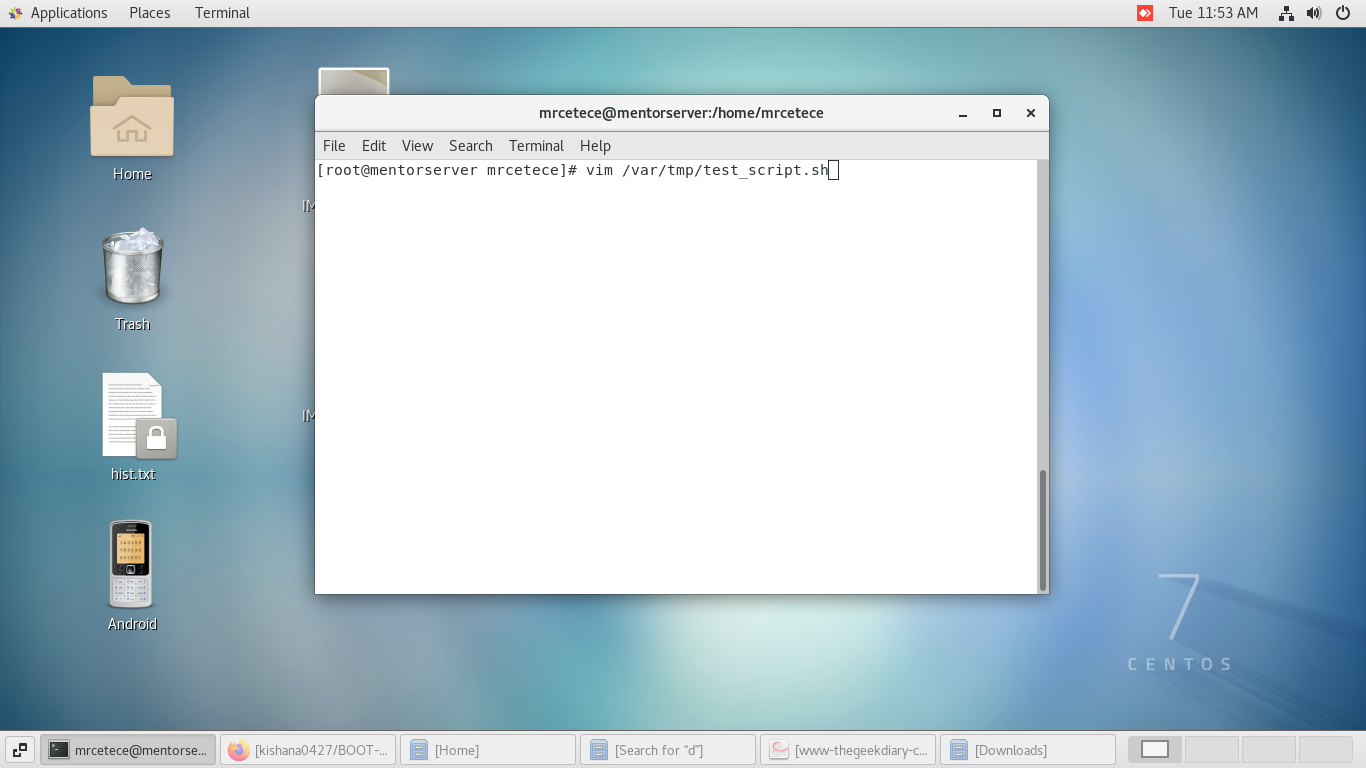 Applications Places Terminal Tue 11:53 AM
mrcetece@mentorserver:/home/mrcetece
File Edit View Search Terminal Help
[root@mentorserver mrcetece]# vim /var/tmp/test_script.sh
Home
IM
Trash
IM
hist.txt
Android
7
CENTOS
mrcetece@mentorse... [kishana0427/BOOT-... [Home] [Search for “d”] [www-thegeekdiary-c... [Downloads]